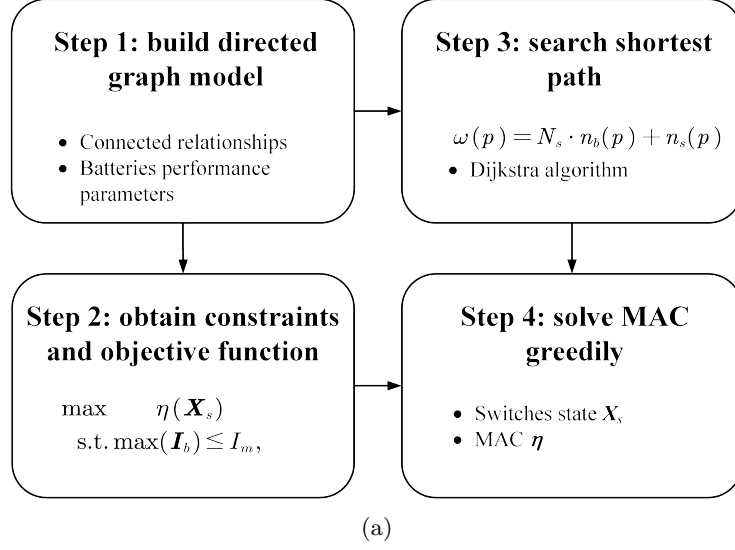 Step 1: build directed
graph model
• Connected relationships
• Batteries performance
parameters
Step 2: obtain constraints
and objective function
max η(X_s)
s.t. max(I_b) ≤ I_m,
Step 3: search shortest
path
ω(p) = N_s · n_b(p) + n_s(p)
• Dijkstra algorithm
Step 4: solve MAC
greedily
• Switches state X_s
• MAC η
(a)